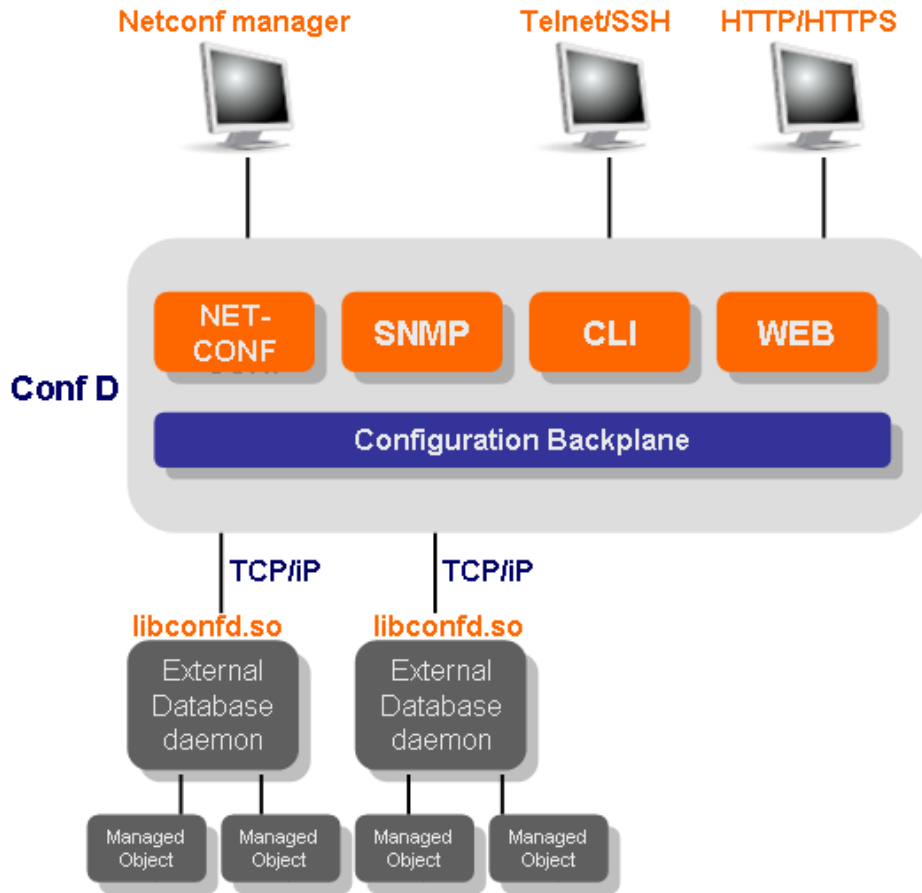 Netconf manager
Telnet/SSH
HTTP/HTTPS
NET-
CONF
SNMP
CLI
WEB
Conf D
Configuration Backplane
TCP/iP
TCP/iP
libconfd.so
libconfd.so
External
Database
daemon
External
Database
daemon
Managed
Object
Managed
Object
Managed
Object
Managed
Object